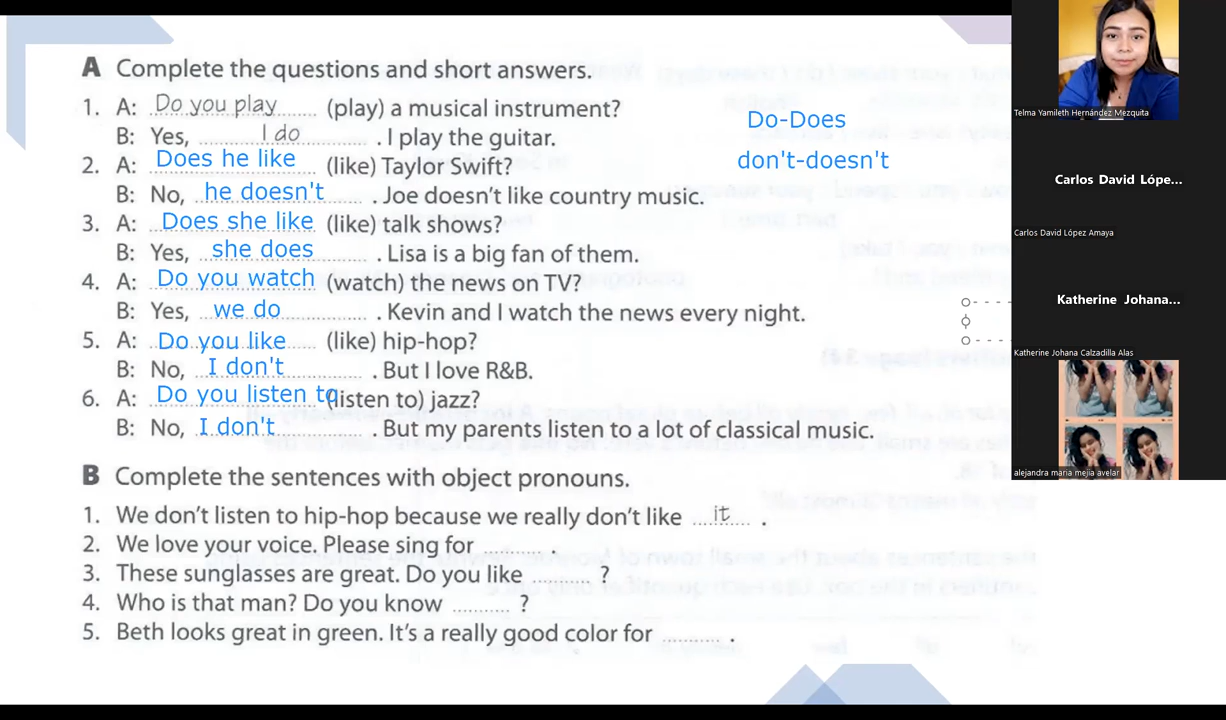 A Complete the questions and short answers.
1. A: Do you play (play) a musical instrument?
B: Yes, I do . I play the guitar.
2. A: Does he like (like) Taylor Swift?
B: No, he doesn't . Joe doesn't like country music.
3. A: Does she like (like) talk shows?
B: Yes, she does . Lisa is a big fan of them.
4. A: Do you watch (watch) the news on TV?
B: Yes, we do . Kevin and I watch the news every night.
5. A: Do you like (like) hip-hop?
B: No, I don't . But I love R&B.
6. A: Do you listen to (listen to) jazz?
B: No, I don't But my parents listen to a lot of classical music.
Do-Does
don't-doesn't
B Complete the sentences with object pronouns.
1. We don't listen to hip-hop because we really don't like it .
2. We love your voice. Please sing for ........... .
3. These sunglasses are great. Do you like ........... ?
4. Who is that man? Do you know ........... ?
5. Beth looks great in green. It's a really good color for ........... .
Telma Yamileth Hernández Mezquita
Carlos David Lópe...
Carlos David López Amaya
Katherine Johana...
Katherine Johana Calzadilla Alas
alejandra maria mejia avelar